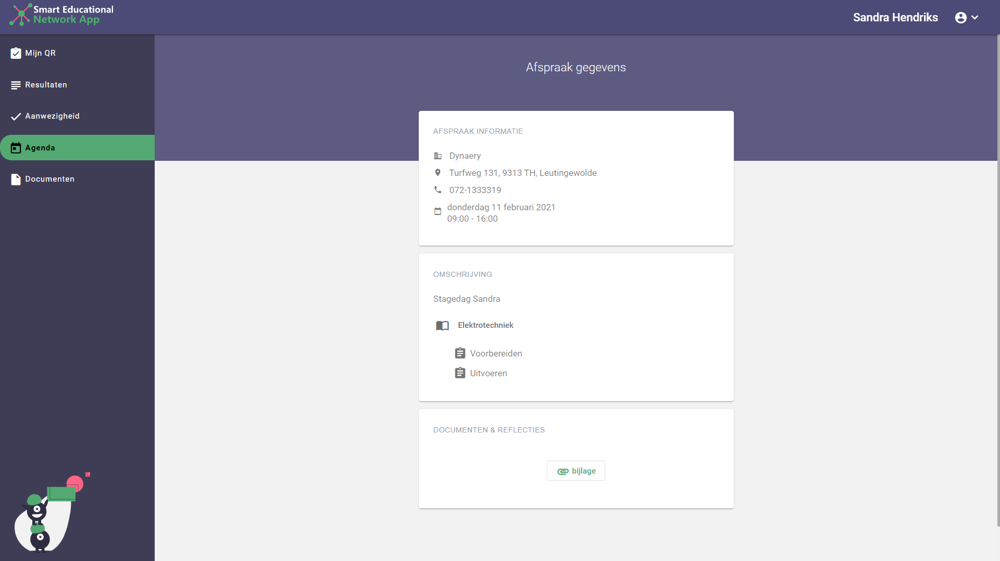 Smart Educational
Network App
Sandra Hendriks
Mijn QR
Resultaten
Aanwezigheid
Agenda
Documenten
Afspraak gegevens
AFSPRAAK INFORMATIE
Dynaery
Turfweg 131, 9313 TH, Leutingewolde
072-1333319
donderdag 11 februari 2021
09:00 - 16:00
OMSCHRIJVING
Stagedag Sandra
Elektrotechniek
Voorbereiden
Uitvoeren
DOCUMENTEN & REFLECTIES
bijlage